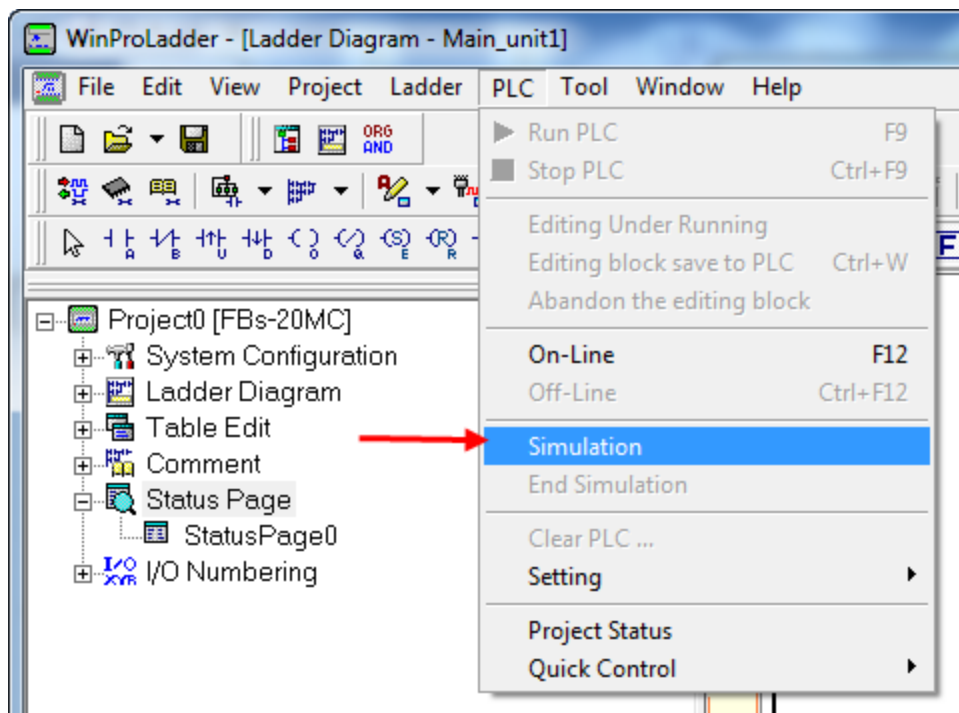 WinProLadder - [Ladder Diagram - Main_unit1]
File Edit View Project Ladder PLC Tool Window Help
ORG
AND
Run PLC F9
Stop PLC Ctrl+F9
Editing Under Running
Editing block save to PLC Ctrl+W
Abandon the editing block
On-Line F12
Off-Line Ctrl+F12
Simulation
End Simulation
Clear PLC ...
Setting
Project Status
Quick Control
A B U D O Q S E R R
F
Project0 [FBs-20MC]
System Configuration
Ladder Diagram
Table Edit
Comment
Status Page
StatusPage0
I/O Numbering